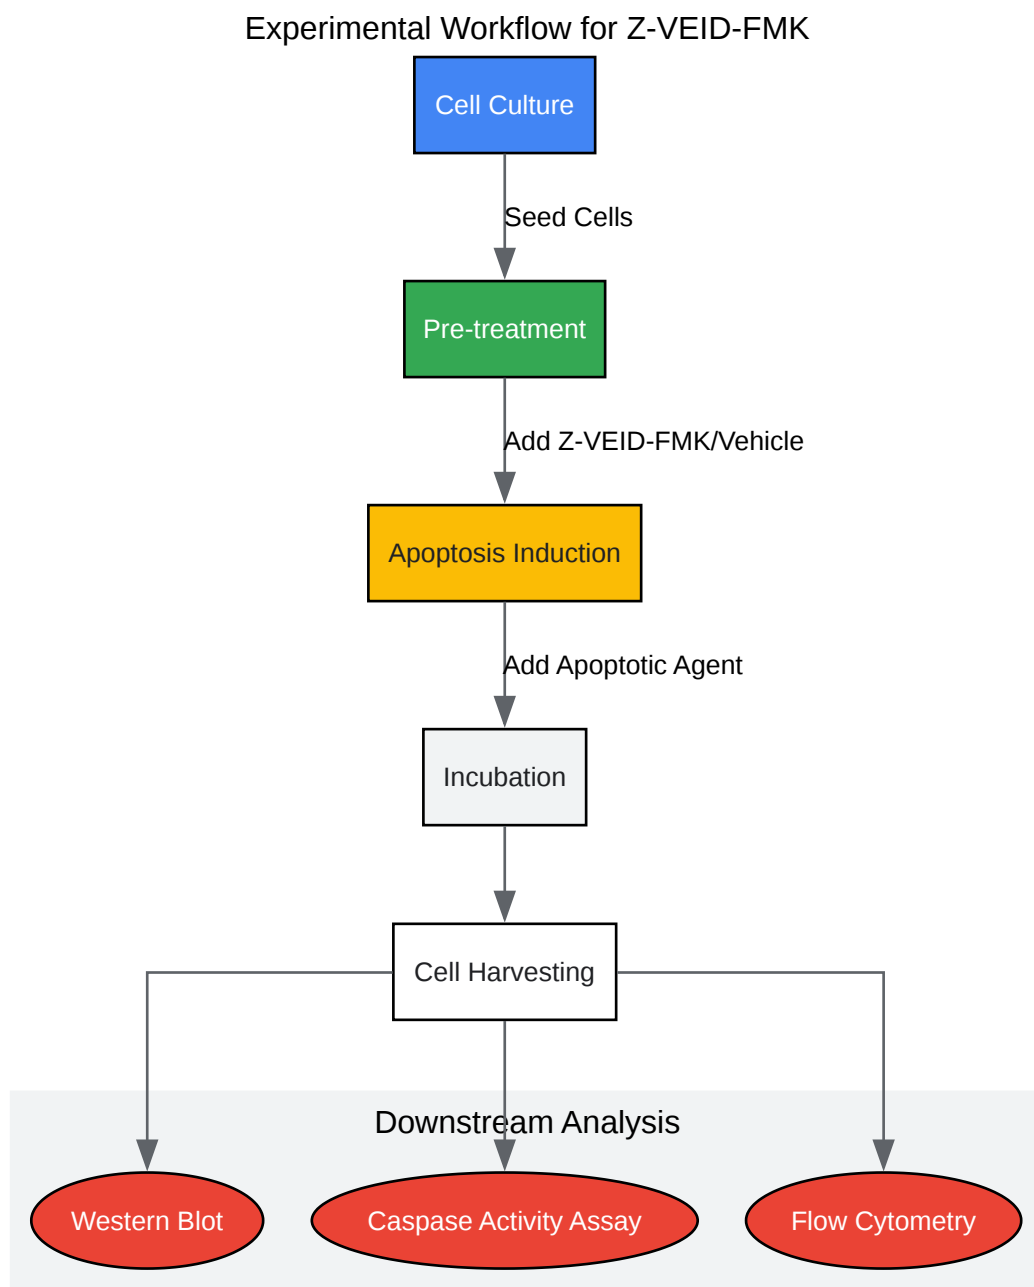 Experimental Workflow for Z-VEID-FMK
Cell Culture
Seed Cells
Pre-treatment
Add Z-VEID-FMK/Vehicle
Apoptosis Induction
Add Apoptotic Agent
Incubation
Cell Harvesting
Downstream Analysis
Western Blot
Caspase Activity Assay
Flow Cytometry